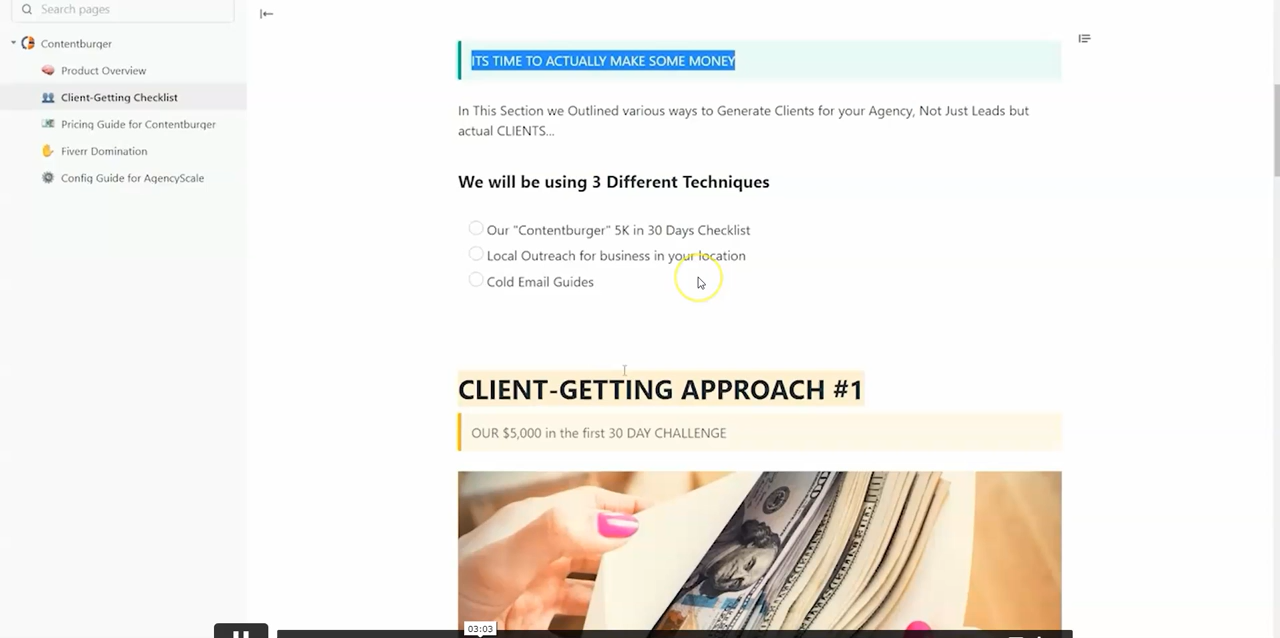 Search pages
Contentburger
Product Overview
Client-Getting Checklist
Pricing Guide for Contentburger
Fiverr Domination
Config Guide for AgencyScale
ITS TIME TO ACTUALLY MAKE SOME MONEY
In This Section we Outlined various ways to Generate Clients for your Agency, Not Just Leads but
actual CLIENTS...
We will be using 3 Different Techniques
Our "Contentburger" 5K in 30 Days Checklist
Local Outreach for business in your location
Cold Email Guides
CLIENT-GETTING APPROACH #1
OUR $5,000 in the first 30 DAY CHALLENGE
03:03